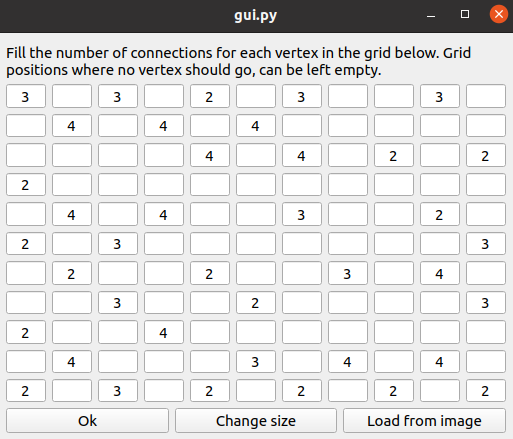 gui.py
Fill the number of connections for each vertex in the grid below. Grid
positions where no vertex should go, can be left empty.
3 3 2 3 3
4 4 4
4 4 2 2
2
4 4 3 2
2 3 3
2 2 3 4
3 2 3
2 4
4 3 4 4
2 3 2 2 2 2
Ok Change size Load from image